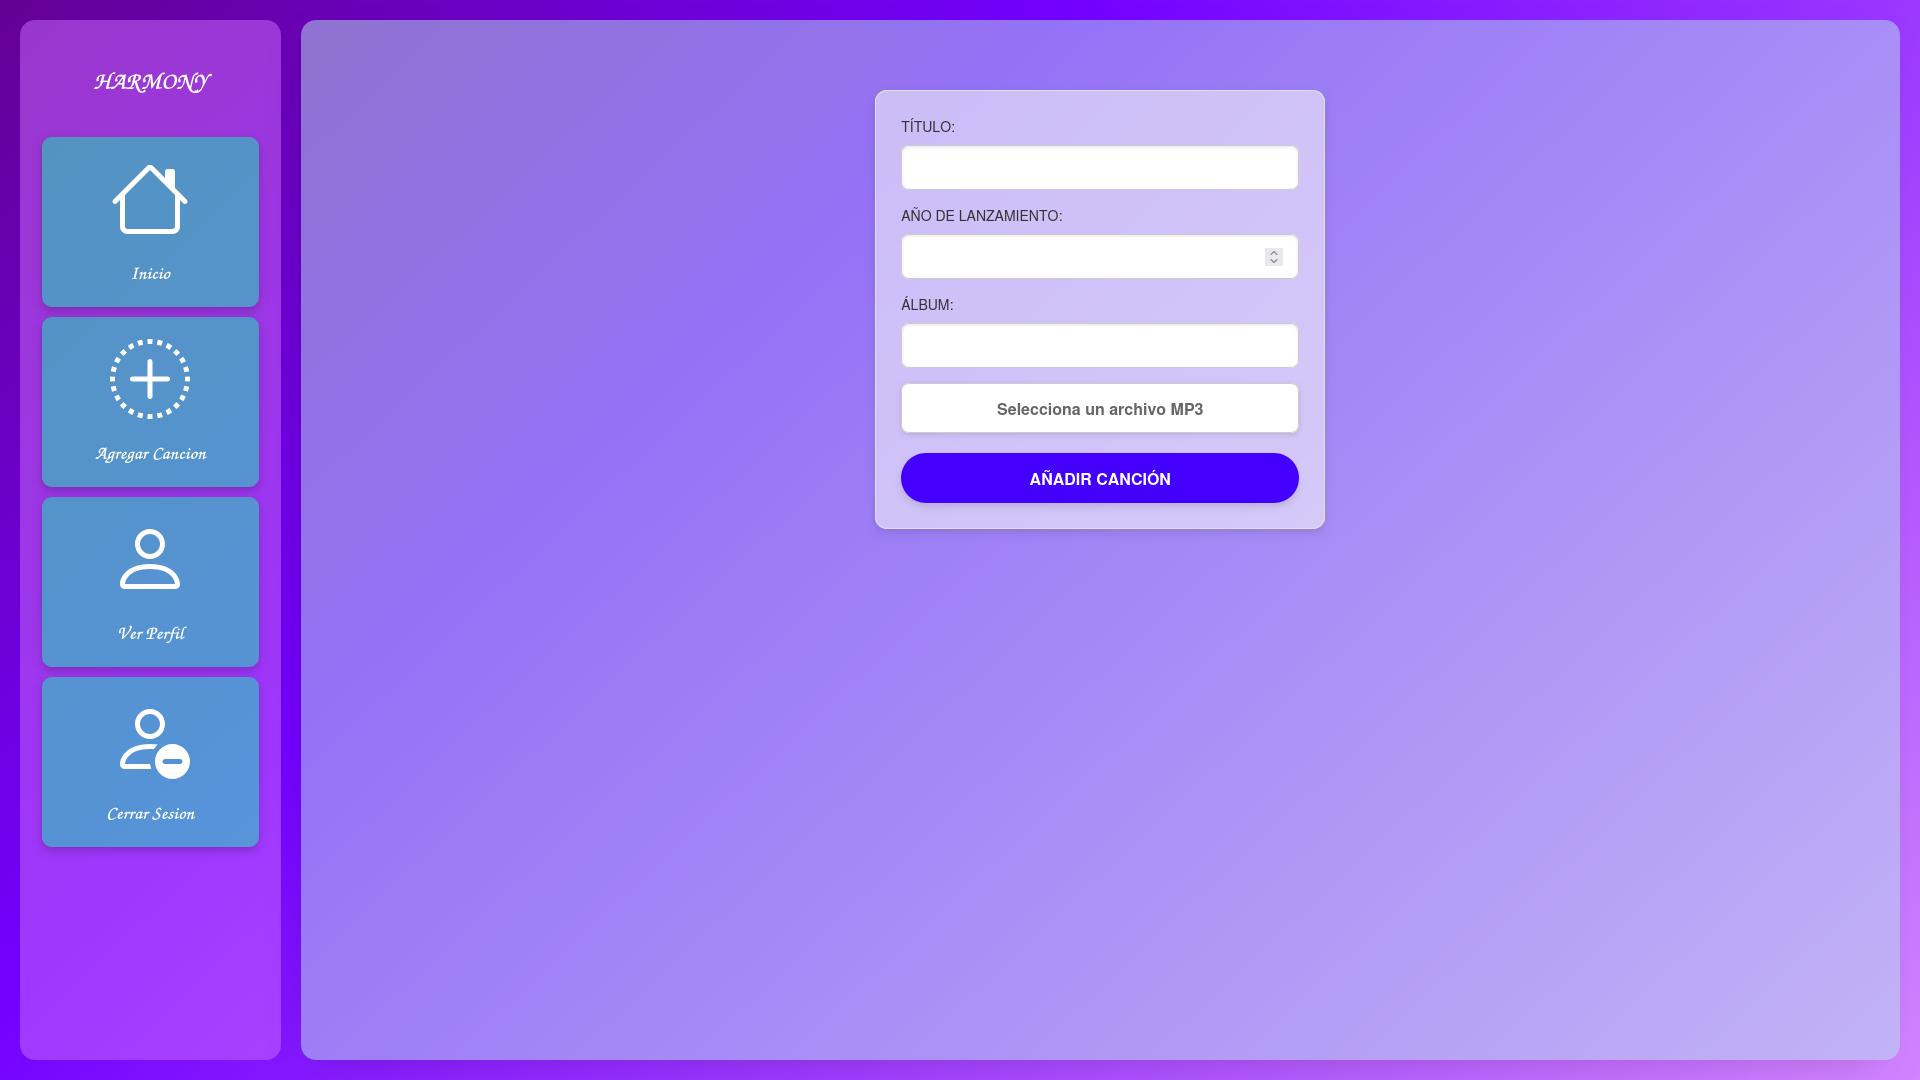 HARMONY
Inicio
Agregar Cancion
Ver Perfil
Cerrar Sesion
TÍTULO:
AÑO DE LANZAMIENTO:
ÁLBUM:
Selecciona un archivo MP3
AÑADIR CANCIÓN